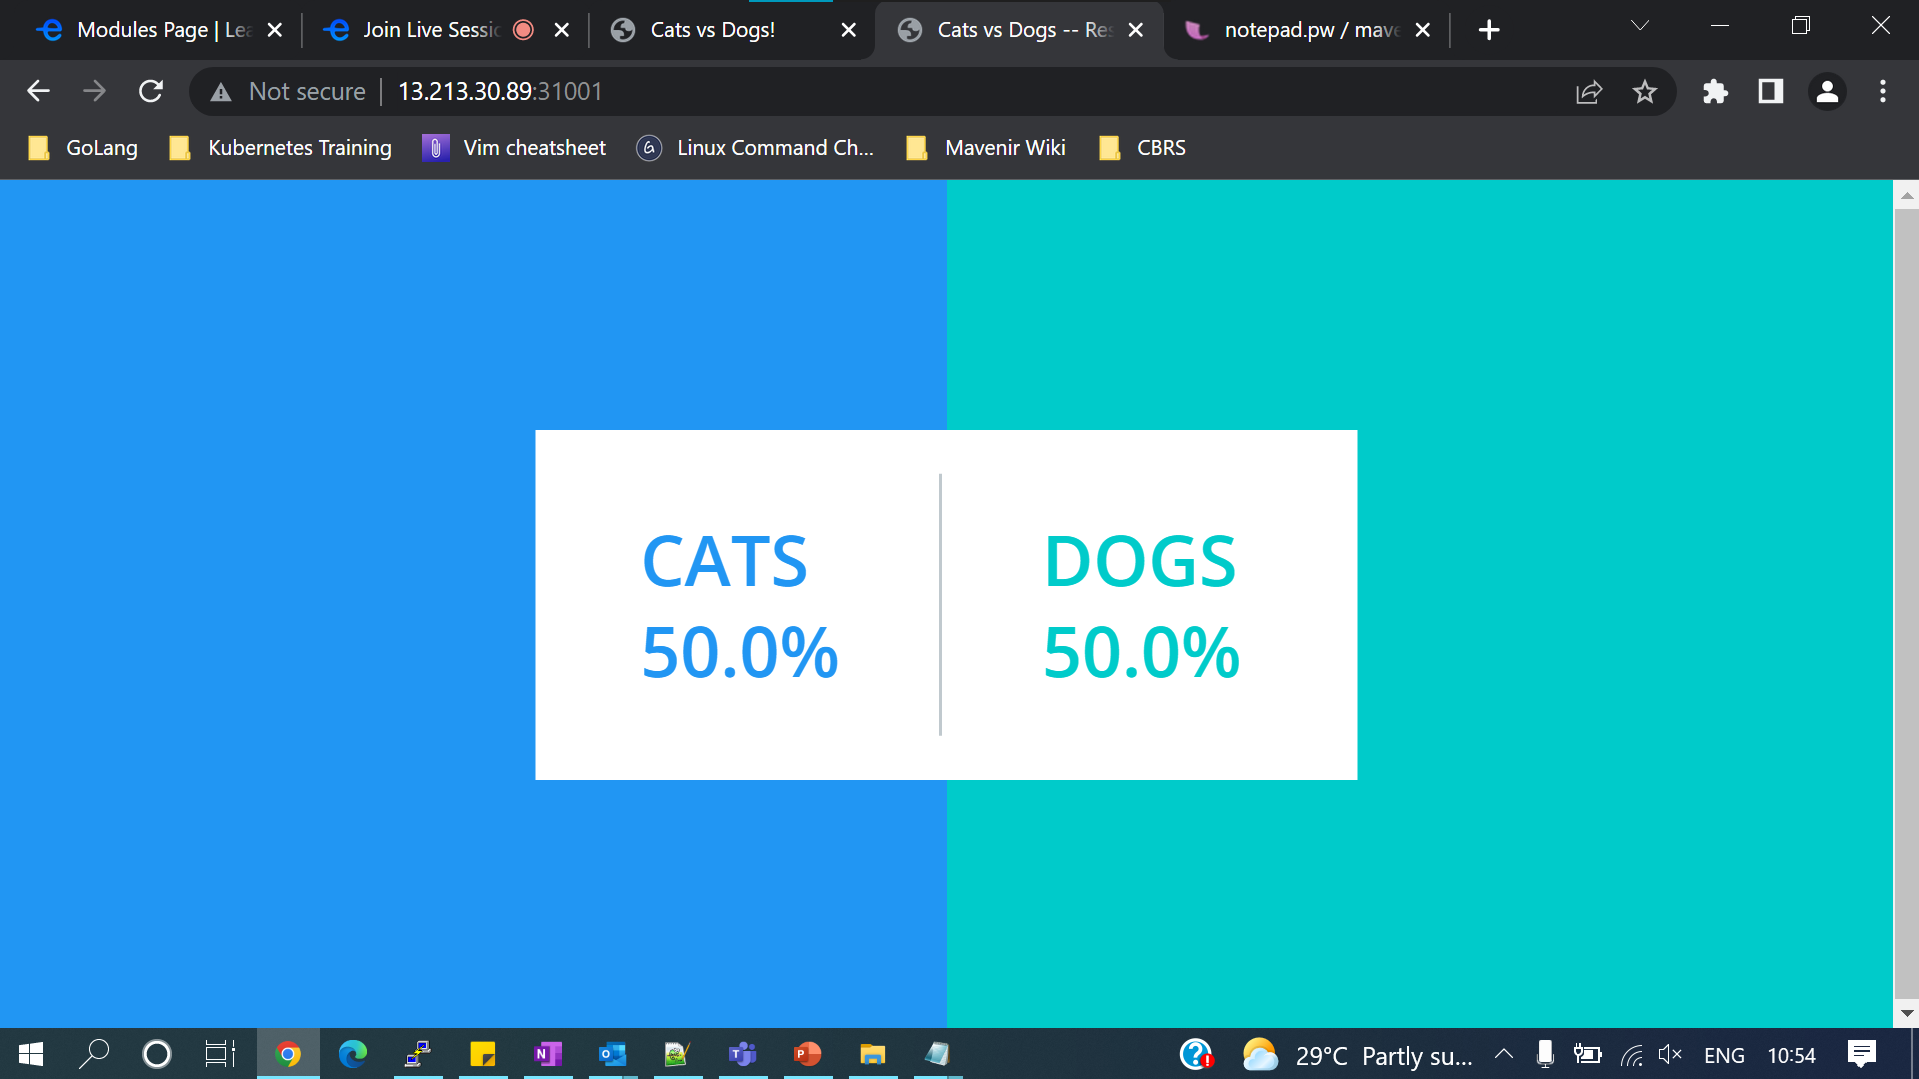 Modules Page | Lea
Join Live Sessio
Cats vs Dogs!
Cats vs Dogs -- Res
notepad.pw / mave
Not secure
13.213.30.89:31001
GoLang
Kubernetes Training
Vim cheatsheet
Linux Command Ch...
Mavenir Wiki
CBRS
CATS
50.0%
DOGS
50.0%
29°C Partly su...
ENG
10:54